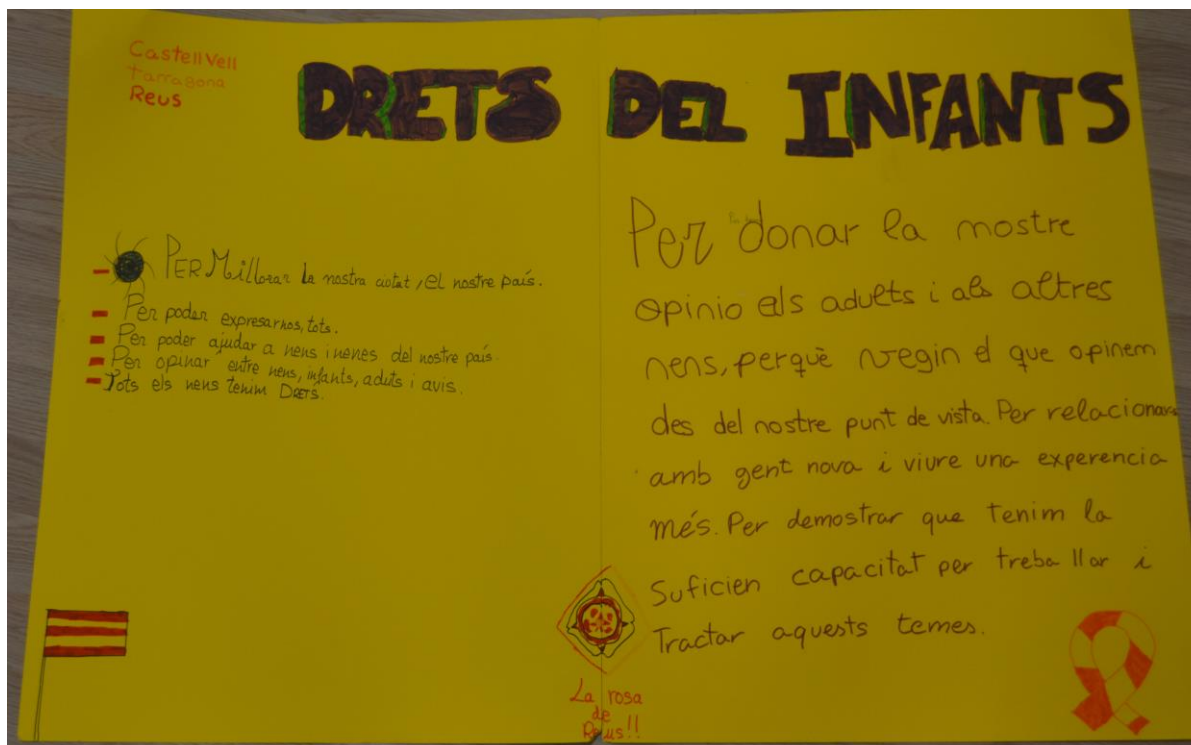 CastellVell
tarragona
Reus
DRETS DEL INFANTS
PER Millorar la nostra ciutat, el nostre país.
Per poder expresarnos, tots.
Per poder ajudar a nens i nenes del nostre país.
Per opinar entre nens, infants, adults i avis.
Tots els nens tenim DRETS.
Per donar la mostre
opinio els adults i als altres
nens, perquè vegin el que opinem
des del nostre punt de vista. Per relacionar
amb gent nova i viure una experencia
més. Per demostrar que tenim la
Suficien capacitat per treballar i
Tractar aquests temes.
La rosa
de
Reus!!